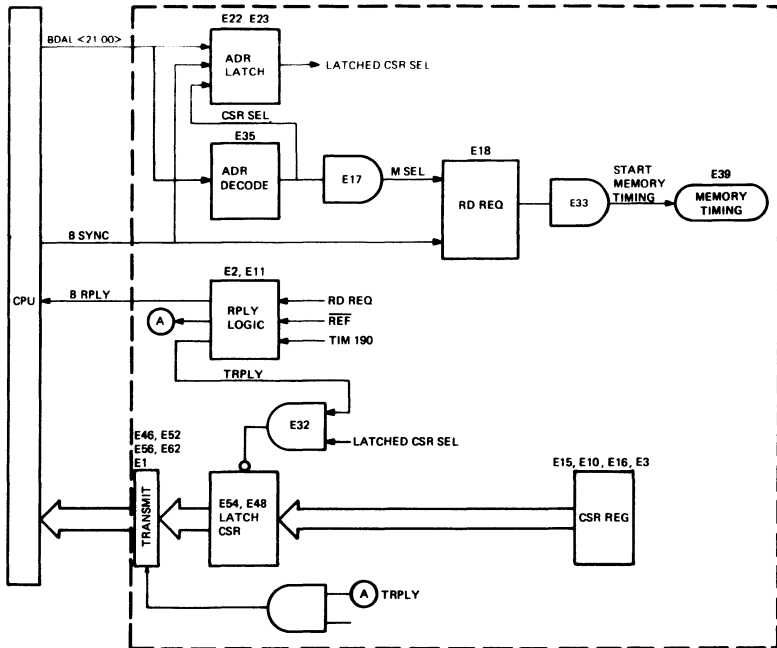 E22, E23
BDAL <21 00>
ADR
LATCH
LATCHED CSR SEL
CSR SEL
E35
ADR
DECODE
E17
M SEL
E18
RD REQ
E33
START
MEMORY
TIMING
E39
MEMORY
TIMING
B SYNC
CPU
E2, E11
B RPLY
RPLY
LOGIC
RD REQ
REF
TIM 190
A
TRPLY
E32
LATCHED CSR SEL
E46, E52
E56, E62
E1
TRANSMIT
E54, E48
LATCH
CSR
E15, E10, E16, E3
CSR REG
A TRPLY